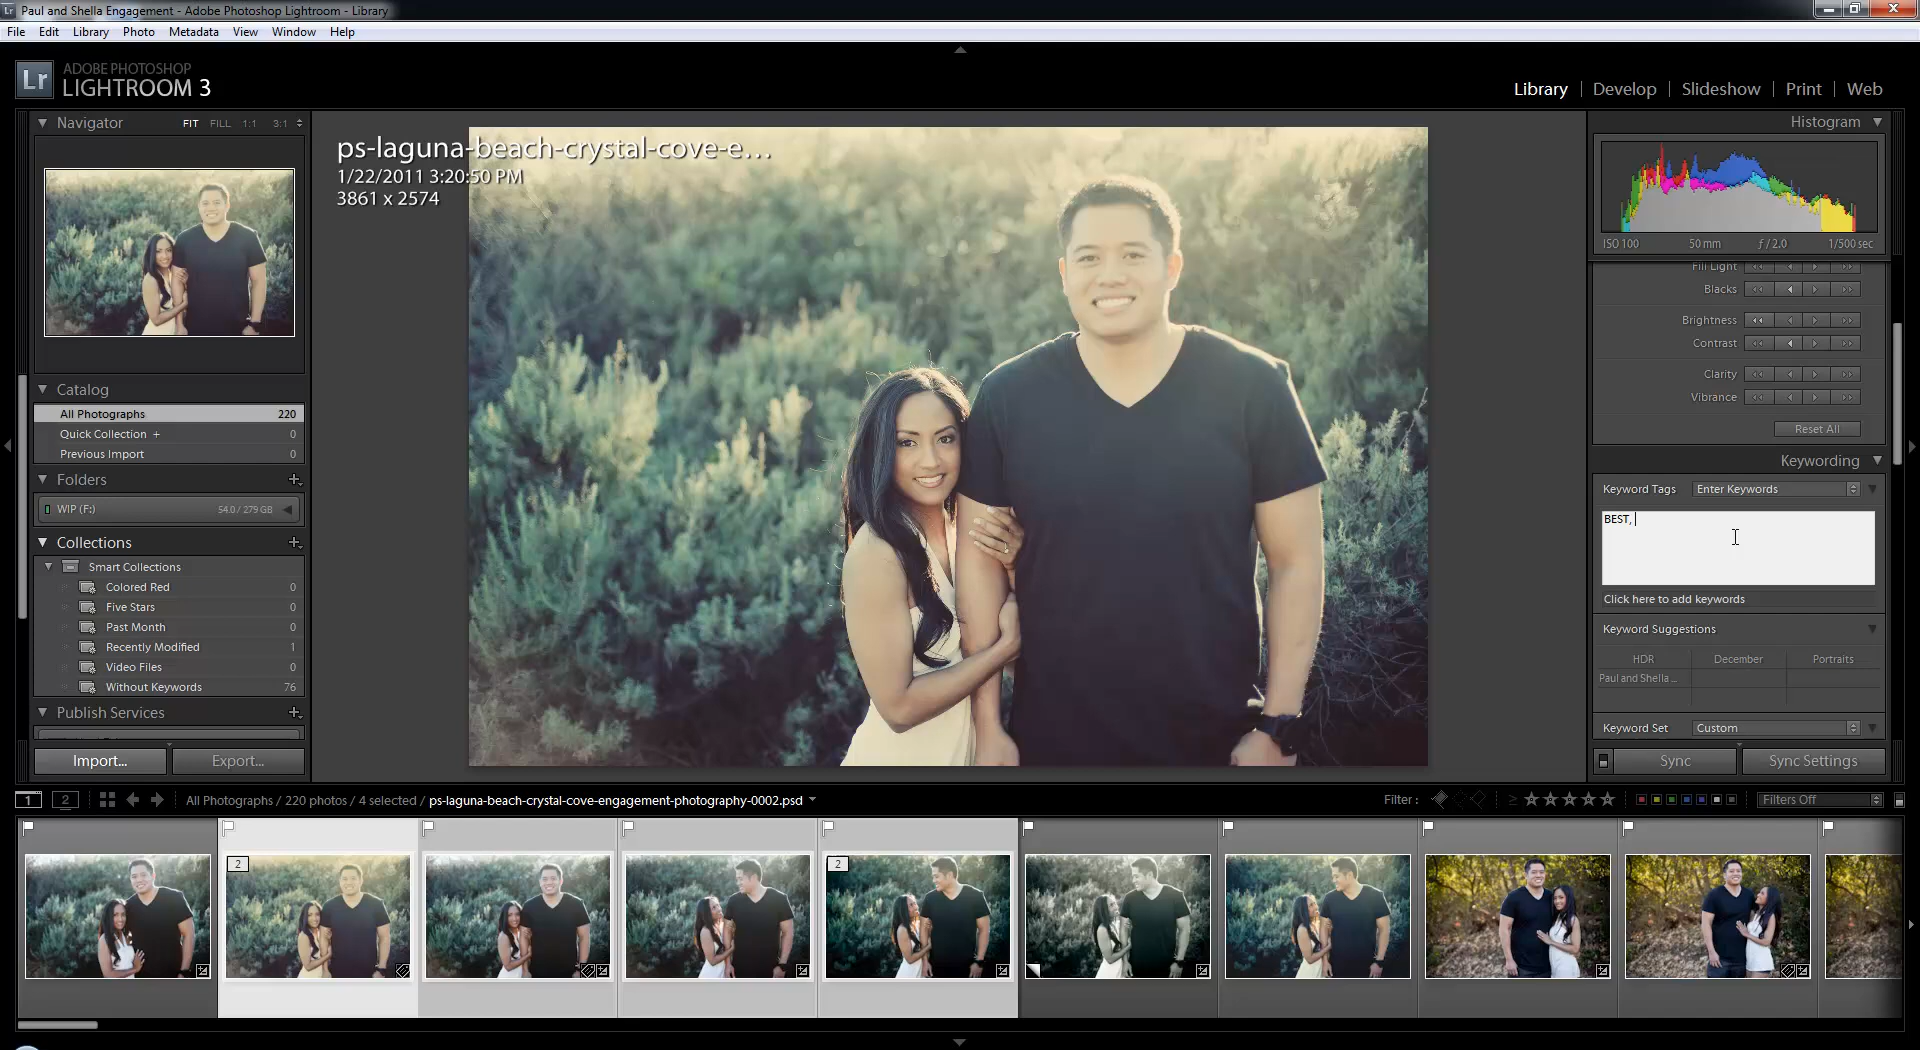 Paul and Shella Engagement - Adobe Photoshop Lightroom - Library
File Edit Library Photo Metadata View Window Help
Lr ADOBE PHOTOSHOP
LIGHTROOM 3
Library | Develop | Slideshow | Print | Web
Navigator FIT FILL 1:1 3:1
ps-laguna-beach-crystal-cove-e...
1/22/2011 3:20:50 PM
3861 x 2574
Catalog
All Photographs 220
Quick Collection + 0
Previous Import 0
Folders
WIP (F:) 54.0 / 279 GB
Collections
Smart Collections
Colored Red 0
Five Stars 0
Past Month 0
Recently Modified 1
Video Files 0
Without Keywords 76
Publish Services
Import... Export...
Histogram
ISO 100 50 mm ƒ / 2.0 1/500 sec
Fill Light
Blacks
Brightness
Contrast
Clarity
Vibrance
Reset All
Keywording
Keyword Tags Enter Keywords
BEST,
Click here to add keywords
Keyword Suggestions
HDR December Portraits
Paul and Shella ...
Keyword Set Custom
Sync Sync Settings
1 2 All Photographs / 220 photos / 4 selected / ps-laguna-beach-crystal-cove-engagement-photography-0002.psd Filter : ≥ Filters Off
2 2